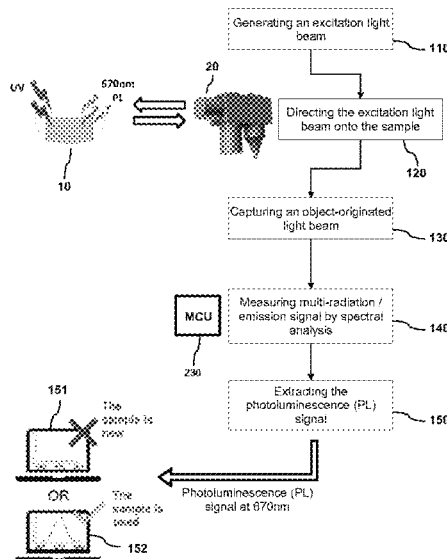 Generating an excitation light
beam
110
UV
670nm
PL
20
10
Directing the excitation light
beam onto the sample
120
Capturing an object-originated
light beam
130
MCU
230
Measuring multi-radiation /
emission signal by spectral
analysis
140
Extracting the
photoluminescence (PL)
signal
150
151
The
sample is
new
OR
The
sample is
used
152
Photoluminescence (PL)
signal at 670nm